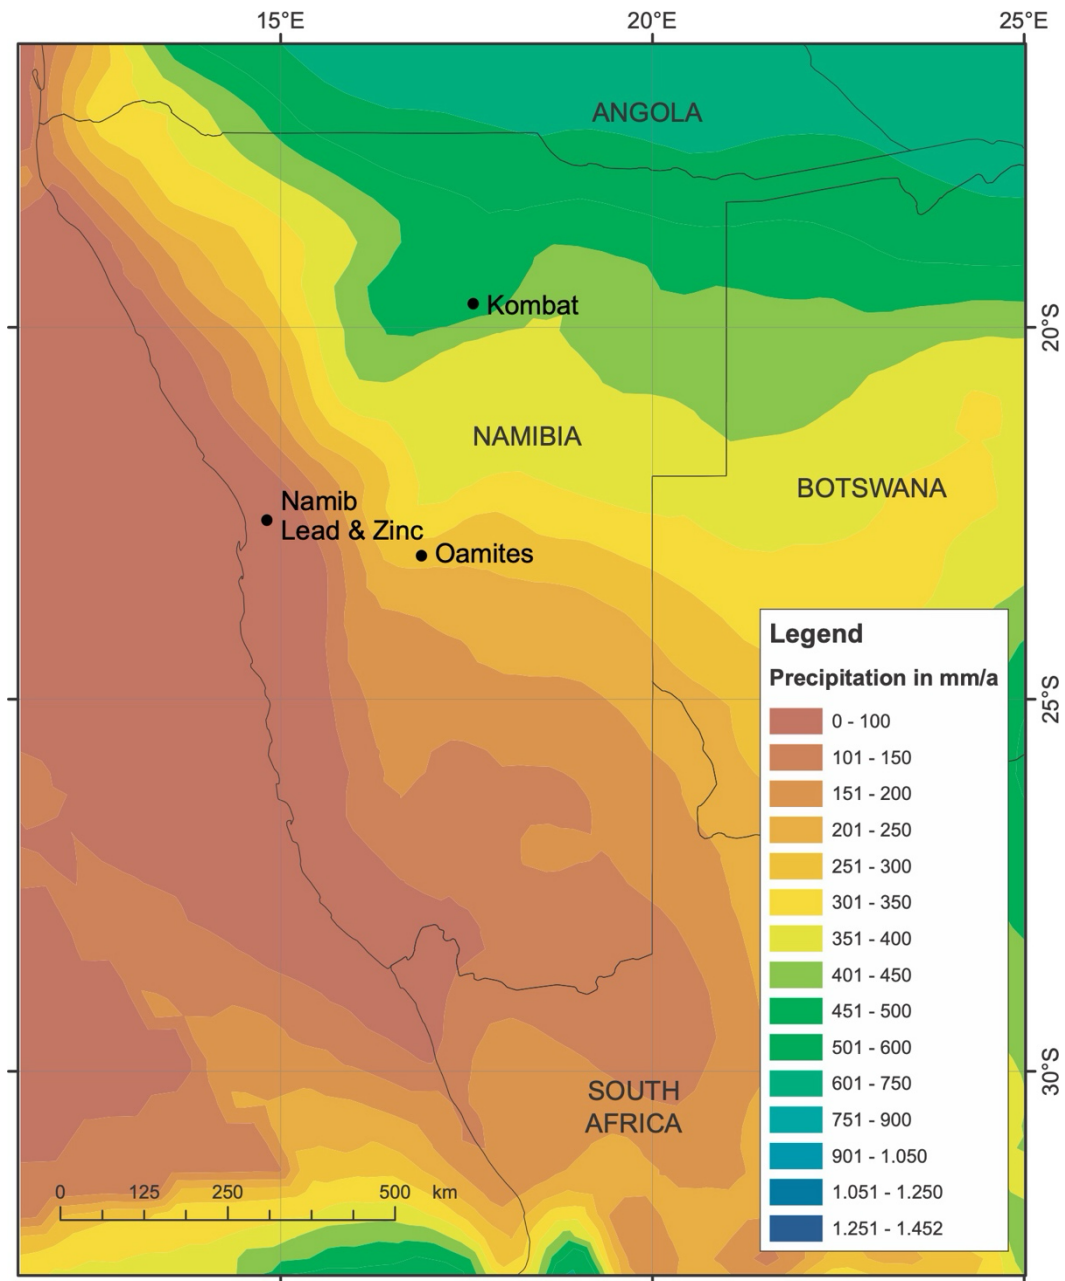 15°E
20°E
25°E
ANGOLA
Kombat
20°S
NAMIBIA
BOTSWANA
Namib
Lead & Zinc
Oamites
Legend
Precipitation in mm/a
25°S
0 - 100
101 - 150
151 - 200
201 - 250
251 - 300
301 - 350
351 - 400
401 - 450
451 - 500
501 - 600
601 - 750
751 - 900
901 - 1.050
1.051 - 1.250
1.251 - 1.452
30°S
SOUTH
AFRICA
0 125 250 500 km